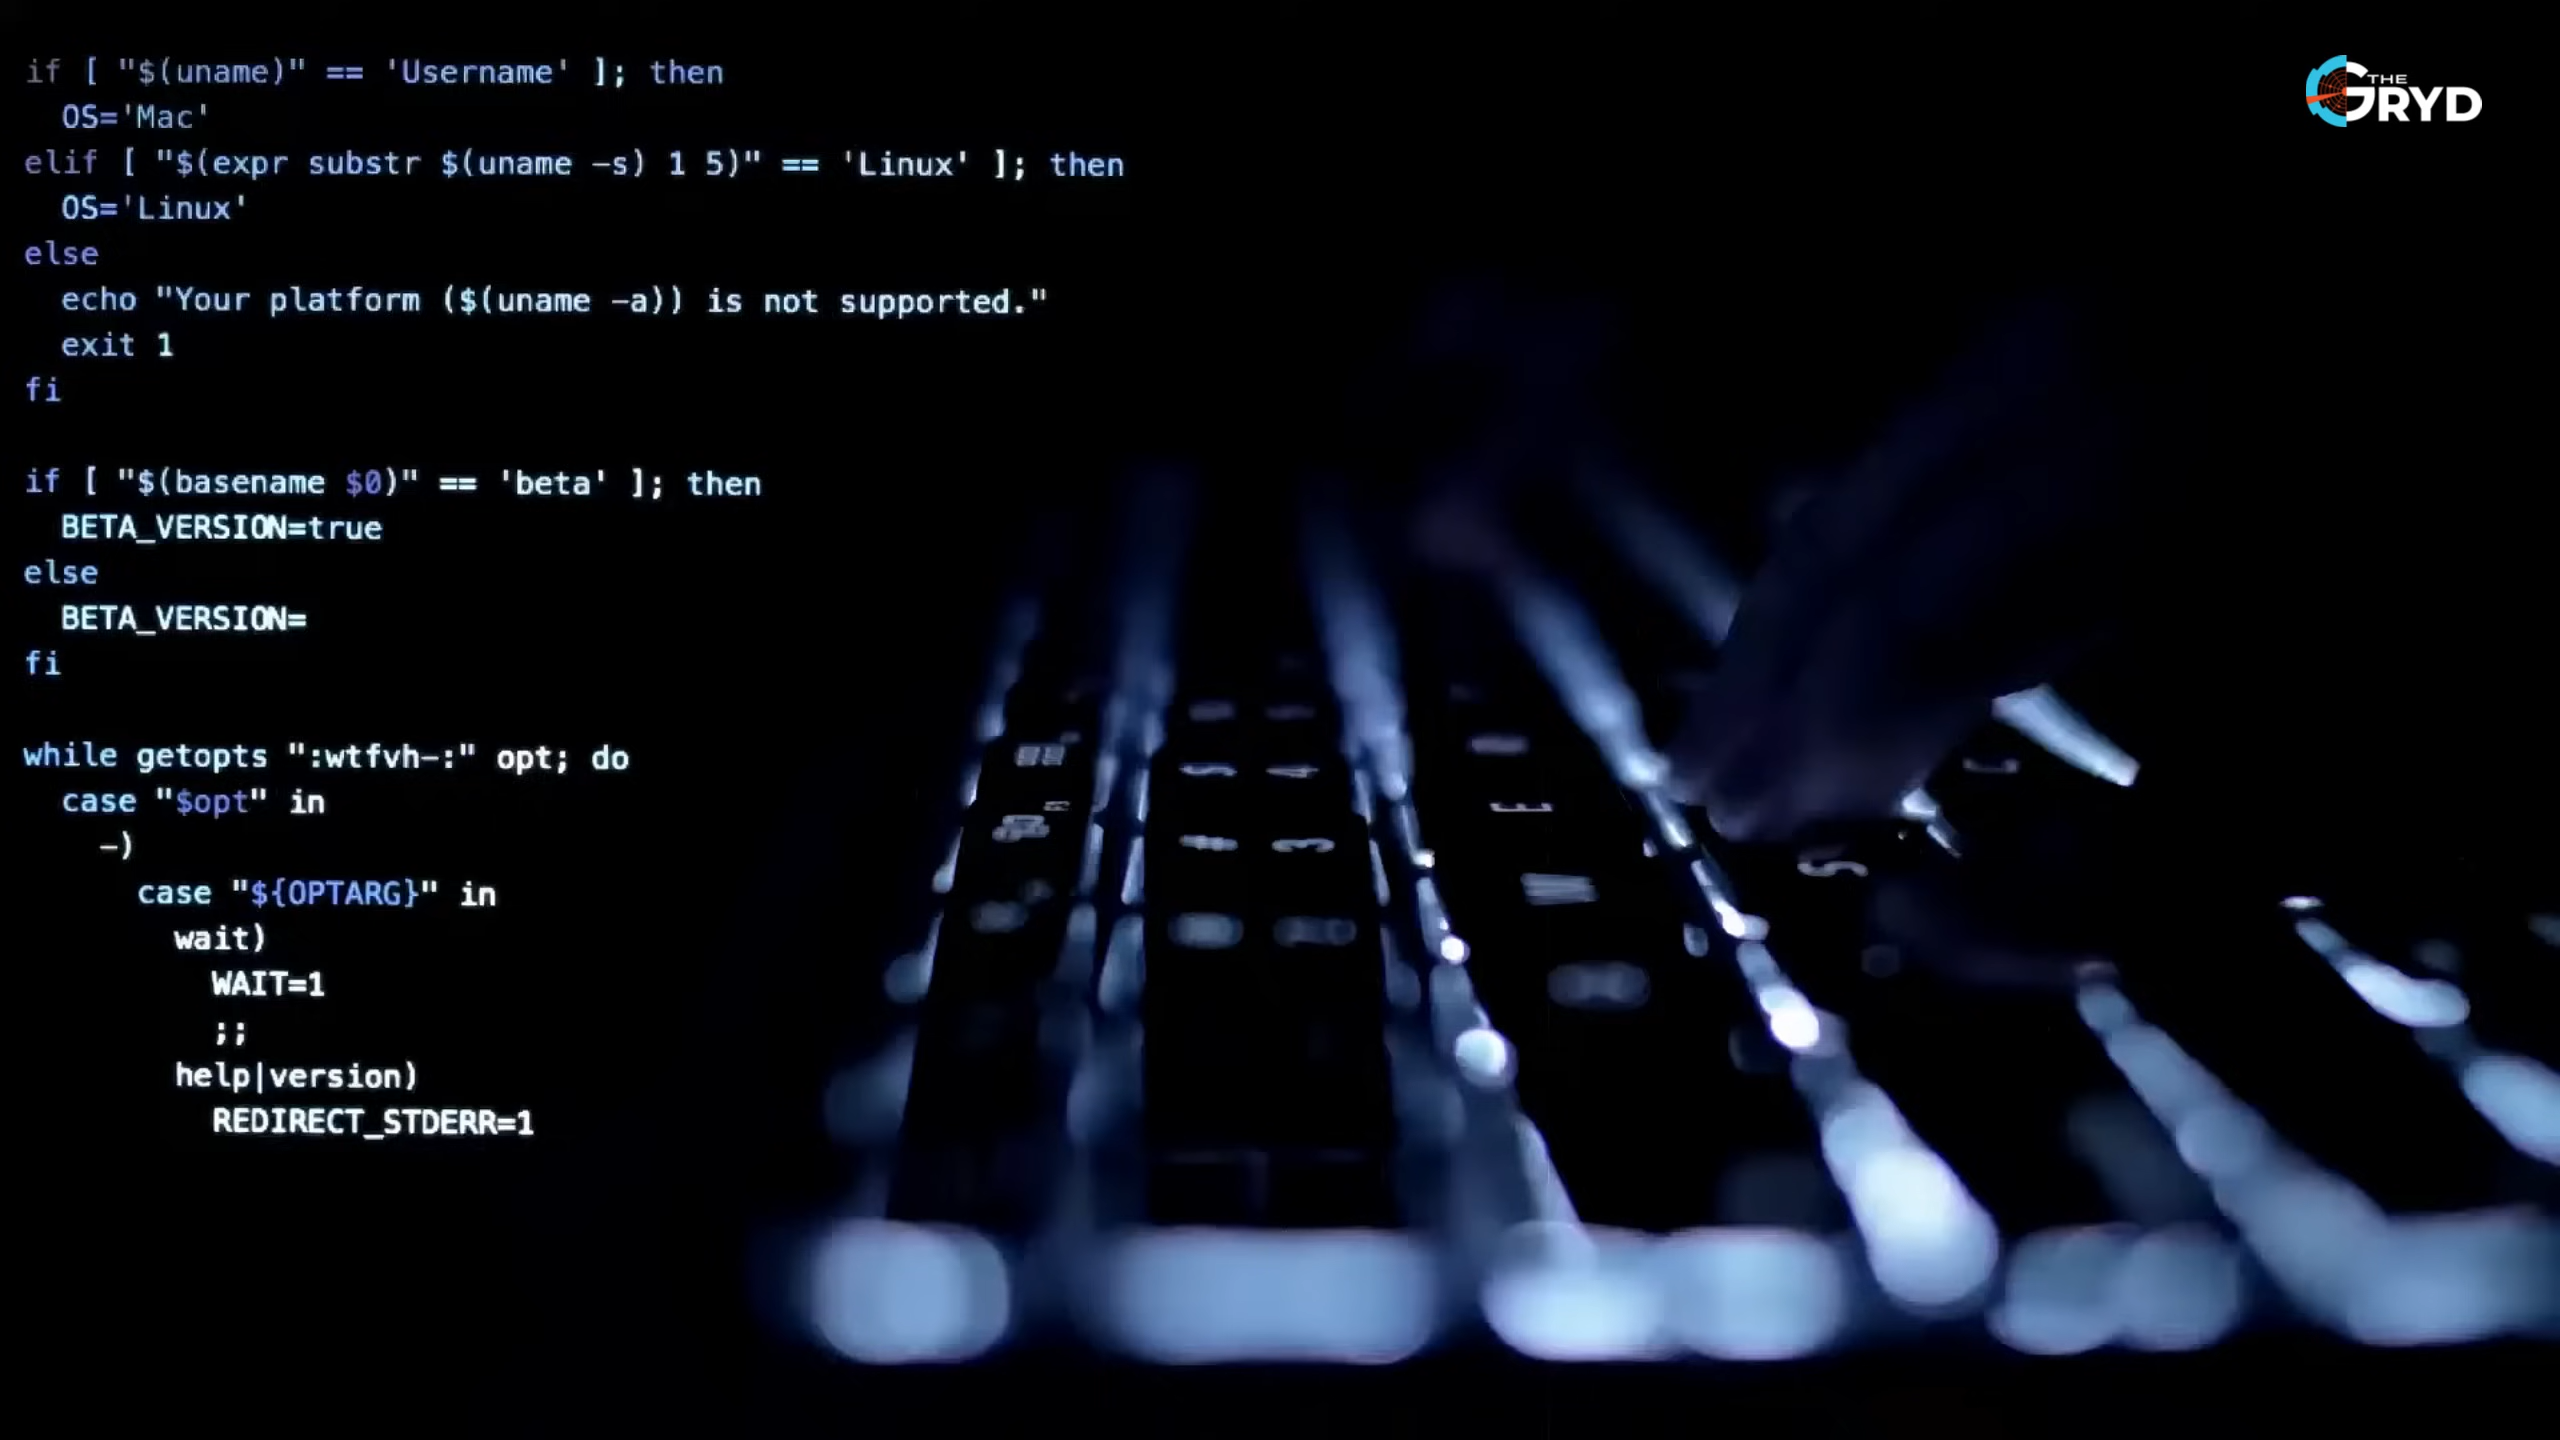 if [ "$(uname)" == 'Username' ]; then
  OS='Mac'
elif [ "$(expr substr $(uname -s) 1 5)" == 'Linux' ]; then
  OS='Linux'
else
  echo "Your platform ($(uname -a)) is not supported."
  exit 1
fi

if [ "$(basename $0)" == 'beta' ]; then
  BETA_VERSION=true
else
  BETA_VERSION=
fi

while getopts ":wtfvh-:" opt; do
  case "$opt" in
    -)
      case "${OPTARG}" in
        wait)
          WAIT=1
          ;;
        help|version)
          REDIRECT_STDERR=1
THE
GRYD
5 4
# 3
E
S